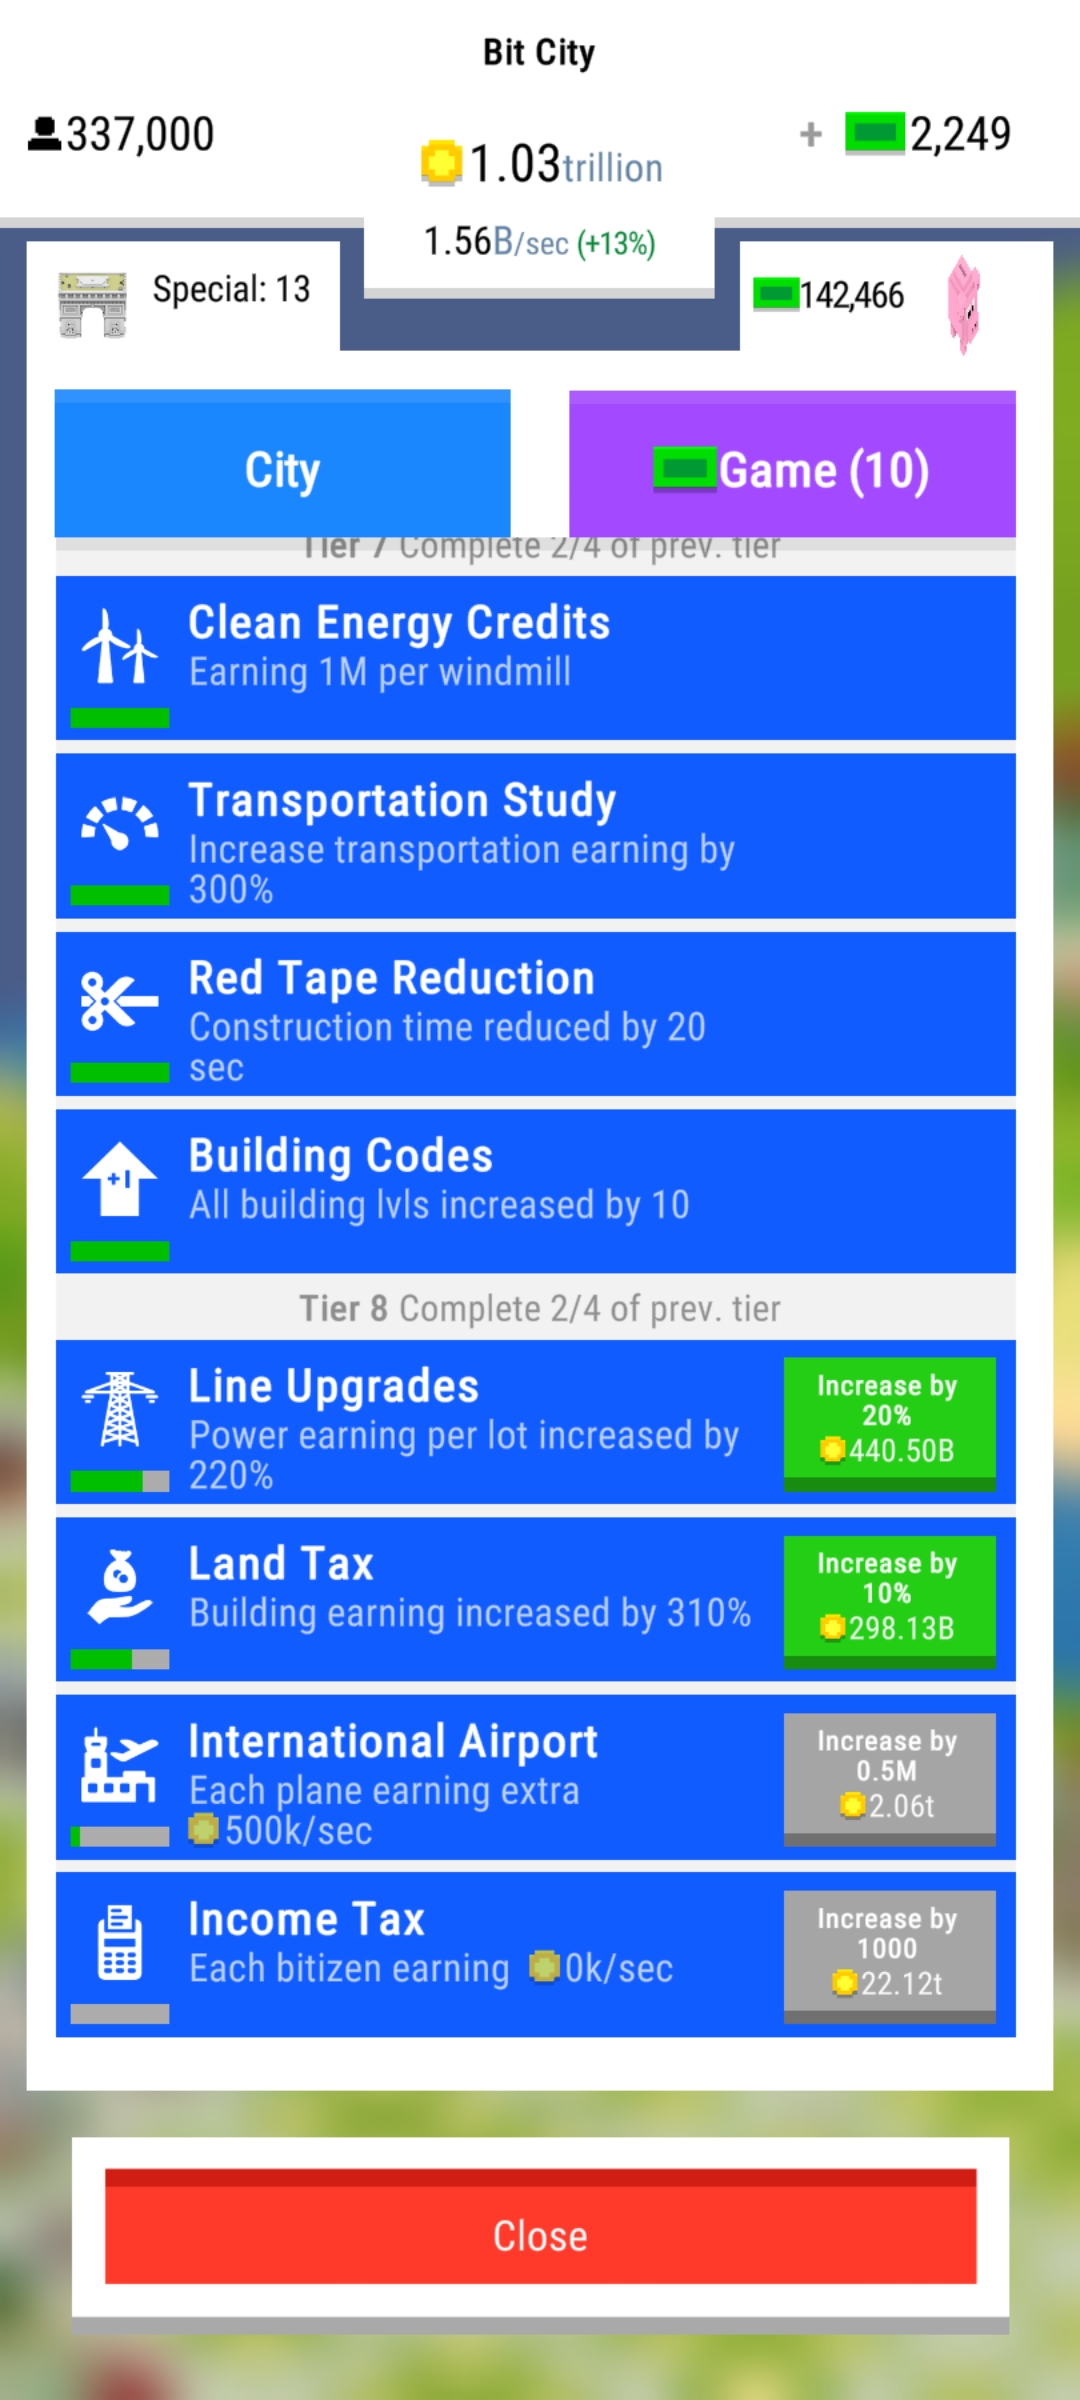 Bit City
337,000
1.03trillion
+ 2,249
1.56B/sec (+13%)
Special: 13
142,466
City
Game (10)
Tier 7 Complete 2/4 of prev. tier
Clean Energy Credits
Earning 1M per windmill
Transportation Study
Increase transportation earning by
300%
Red Tape Reduction
Construction time reduced by 20
sec
+1
Building Codes
All building lvls increased by 10
Tier 8 Complete 2/4 of prev. tier
Line Upgrades
Power earning per lot increased by
220%
Increase by
20%
440.50B
Land Tax
Building earning increased by 310%
Increase by
10%
298.13B
International Airport
Each plane earning extra
500k/sec
Increase by
0.5M
2.06t
Income Tax
Each bitizen earning 0k/sec
Increase by
1000
22.12t
Close